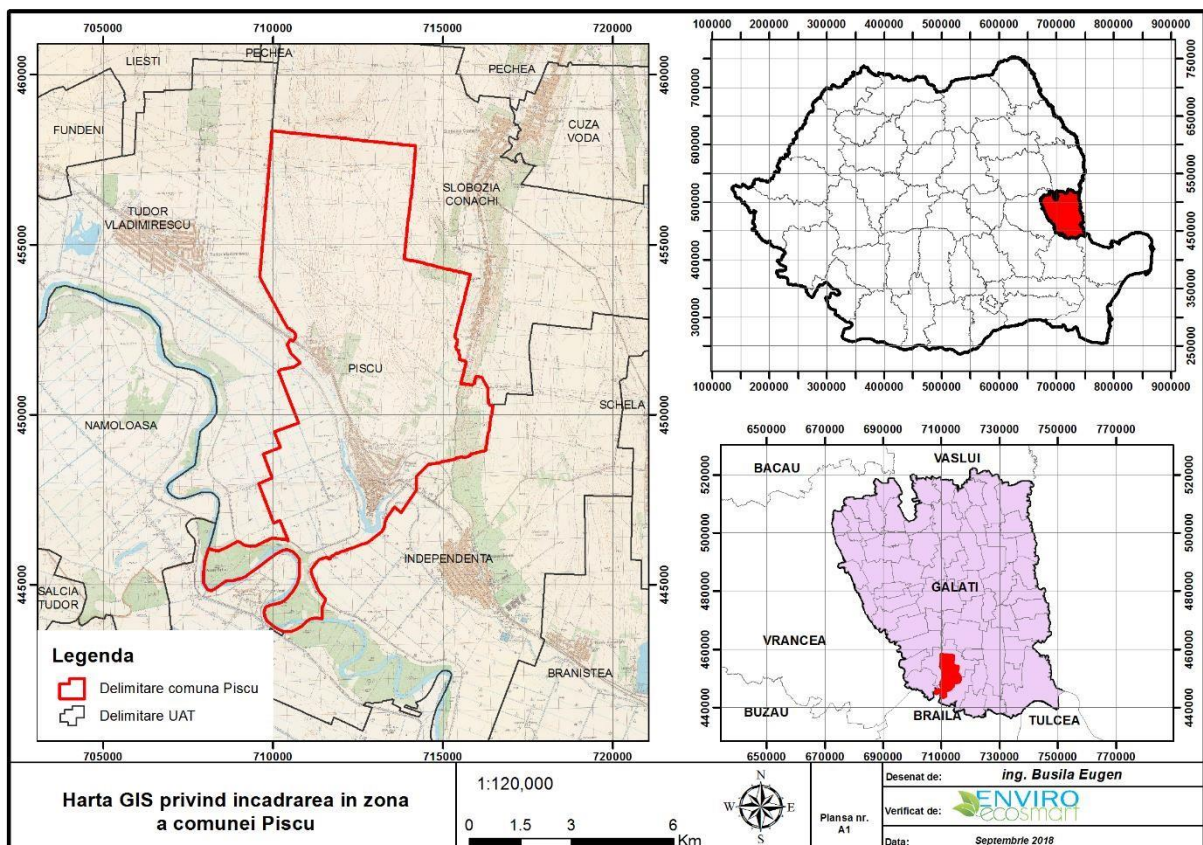 705000 710000 715000 720000
460000
455000
450000
445000
LIESTI
PECHEA
PECHEA
FUNDENI
CUZA
VODA
TUDOR
VLADIMIRESCU
SLOBOZIA
CONACHI
PISCU
NAMOLOASA
SCHELA
INDEPENDENTA
SALCIA
TUDOR
BRANISTEA
Legenda
Delimitare comuna Piscu
Delimitare UAT
460000
455000
450000
445000
705000 710000 715000 720000
100000 200000 300000 400000 500000 600000 700000 800000 900000
700000
600000
500000
400000
300000
750000
650000
550000
450000
350000
250000
100000 200000 300000 400000 500000 600000 700000 800000 900000
650000 670000 690000 710000 730000 750000 770000
520000
500000
480000
460000
440000
BACAU
VASLUI
GALATI
VRANCEA
BUZAU
BRAILA
TULCEA
520000
500000
480000
460000
440000
650000 670000 690000 710000 730000 750000 770000
Harta GIS privind incadrarea in zona
a comunei Piscu
1:120,000
0 1.5 3 6
Km
N
W E
S
Plansa nr.
A1
Desenat de: ing. Busila Eugen
Verificat de: ENVIRO
ecosmart
Data: Septembrie 2018